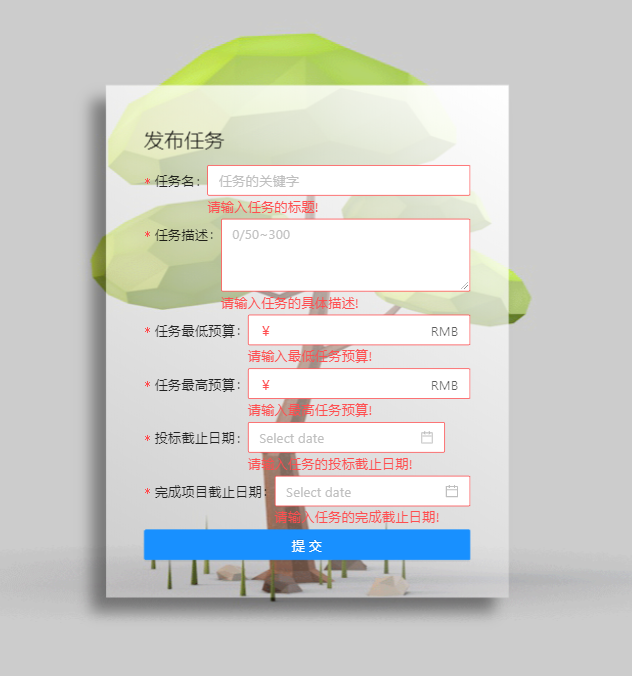 发布任务
* 任务名: 任务的关键字
请输入任务的标题!
* 任务描述: 0/50~300
请输入任务的具体描述!
* 任务最低预算: ¥ RMB
请输入最低任务预算!
* 任务最高预算: ¥ RMB
请输入最高任务预算!
* 投标截止日期: Select date
请输入任务的投标截止日期!
* 完成项目截止日期: Select date
请输入任务的完成截止日期!
提 交